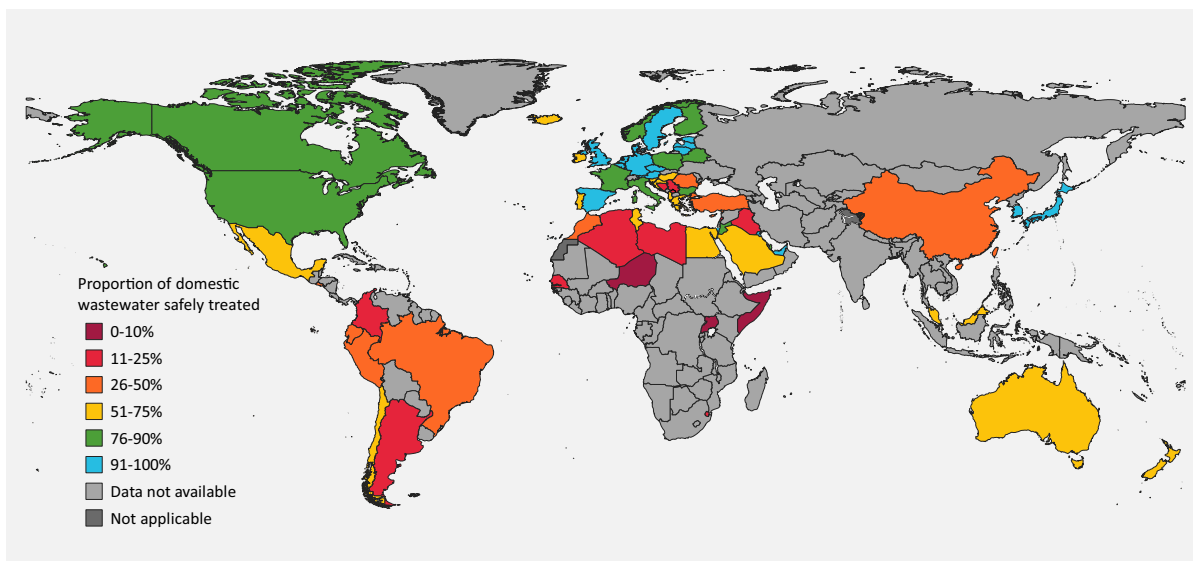 Proportion of domestic
wastewater safely treated
0-10%
11-25%
26-50%
51-75%
76-90%
91-100%
Data not available
Not applicable